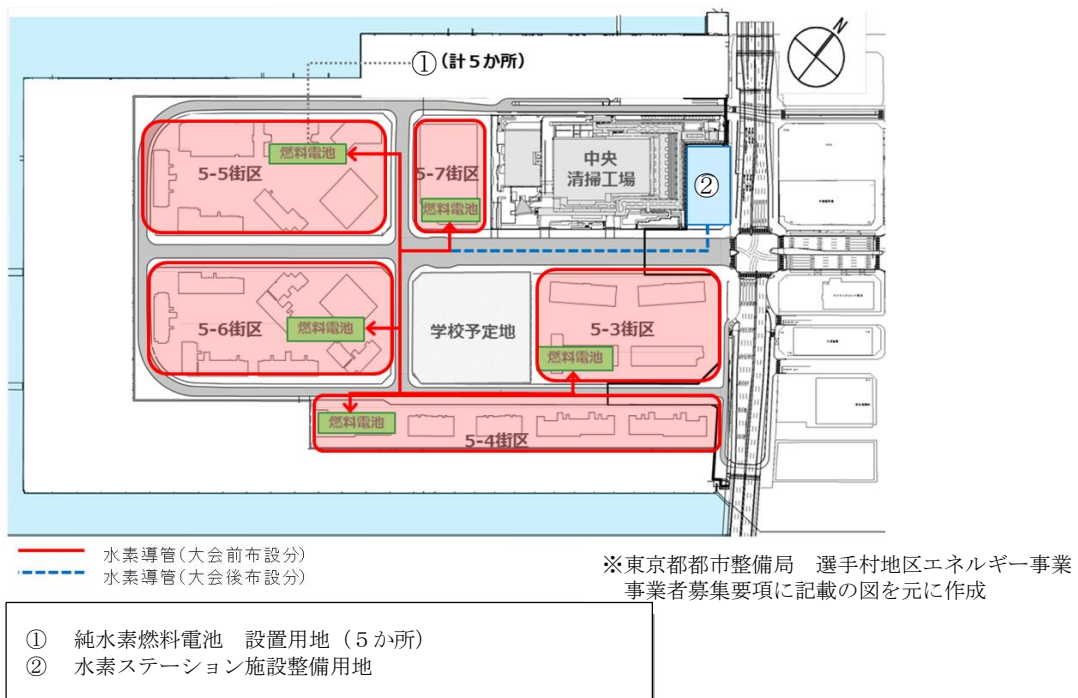 ①(計5か所)
N
燃料電池
5-5街区
5-7街区
燃料電池
中央
清掃工場
②
5-6街区
燃料電池
学校予定地
5-3街区
燃料電池
燃料電池
5-4街区
水素導管(大会前布設分)
水素導管(大会後布設分)
※東京都都市整備局　選手村地区エネルギー事業
事業者募集要項に記載の図を元に作成
①　純水素燃料電池　設置用地（５か所）
②　水素ステーション施設整備用地